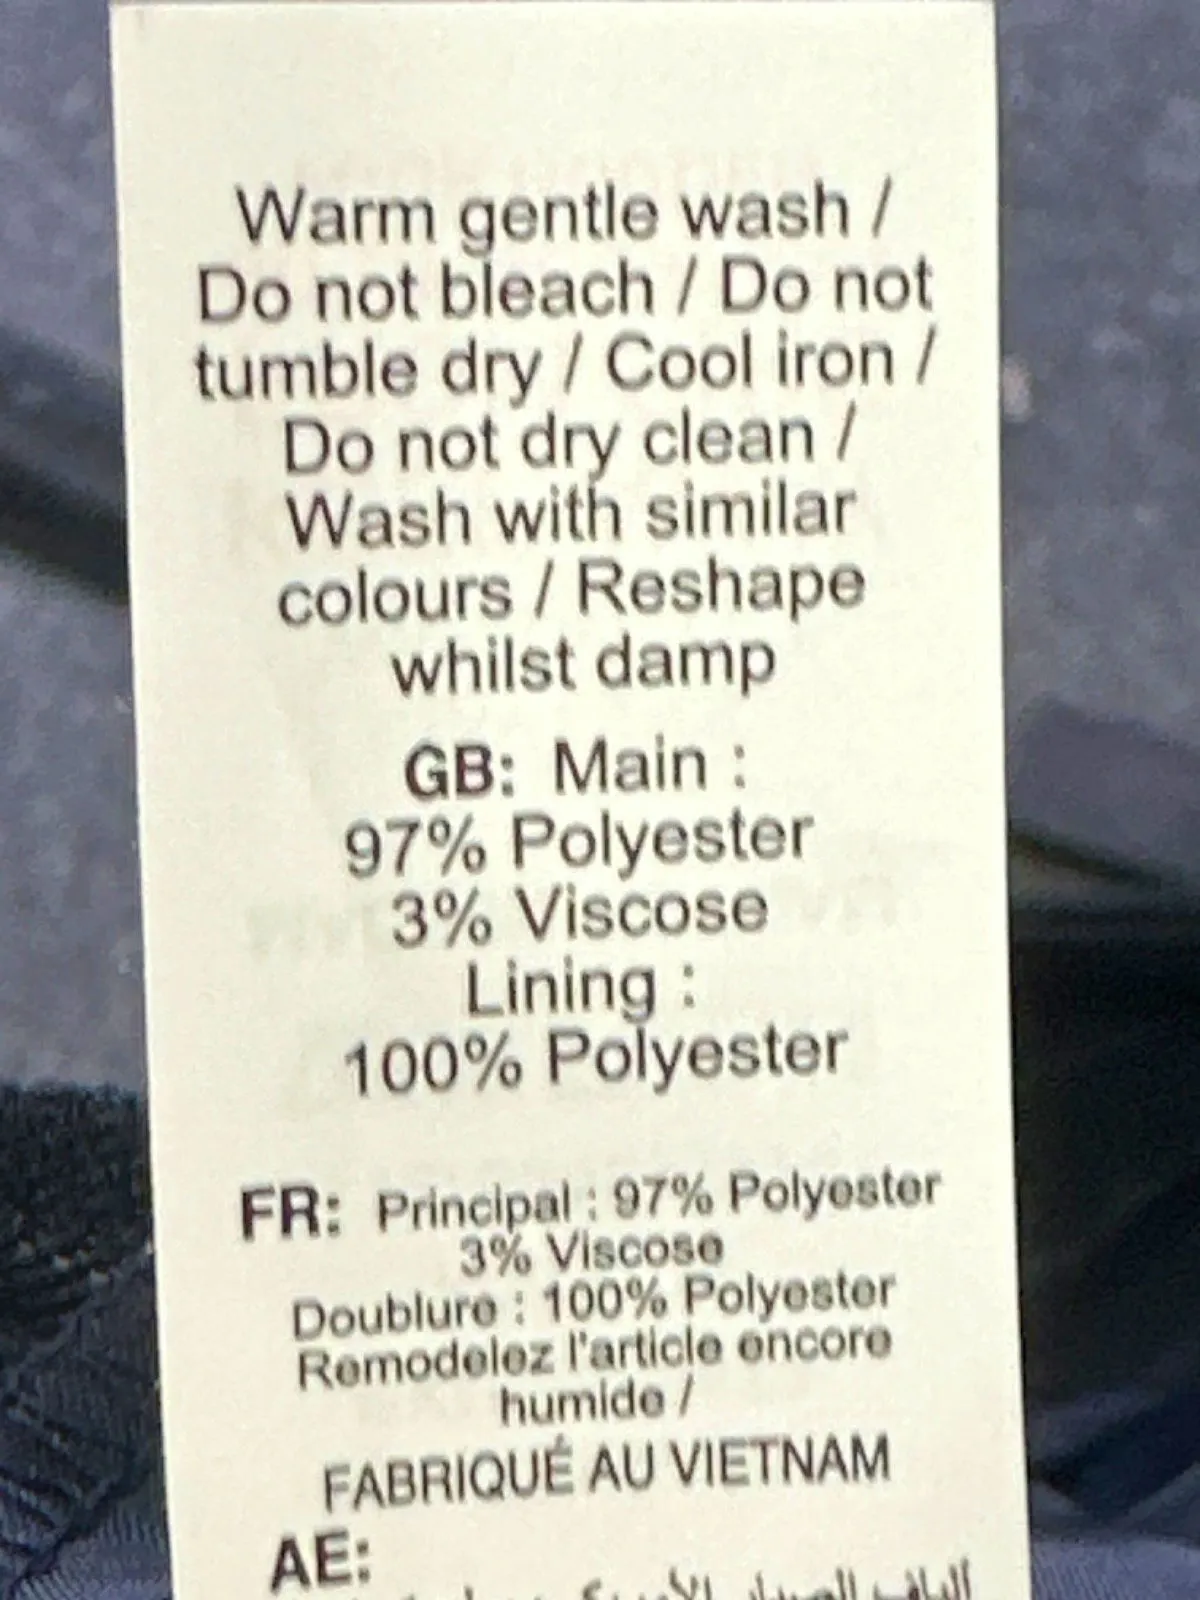 Warm gentle wash /
Do not bleach / Do not
tumble dry / Cool iron /
Do not dry clean /
Wash with similar
colours / Reshape
whilst damp
GB: Main :
97% Polyester
3% Viscose
Lining :
100% Polyester
FR: Principal : 97% Polyester
3% Viscose
Doublure : 100% Polyester
Remodelez l'article encore
humide /
FABRIQUÉ AU VIETNAM
AE: